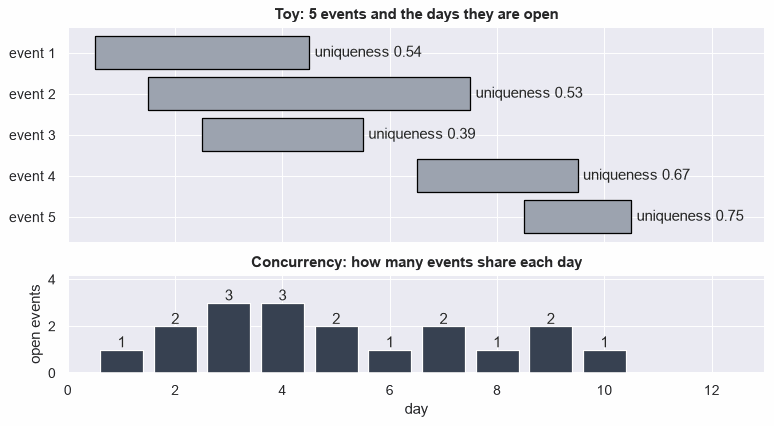 Toy: 5 events and the days they are open
event 1
uniqueness 0.54
event 2
uniqueness 0.53
event 3
uniqueness 0.39
event 4
uniqueness 0.67
event 5
uniqueness 0.75
Concurrency: how many events share each day
open events
4
2
0
1
2
3
3
2
1
2
1
2
1
0
2
4
6
8
10
12
day